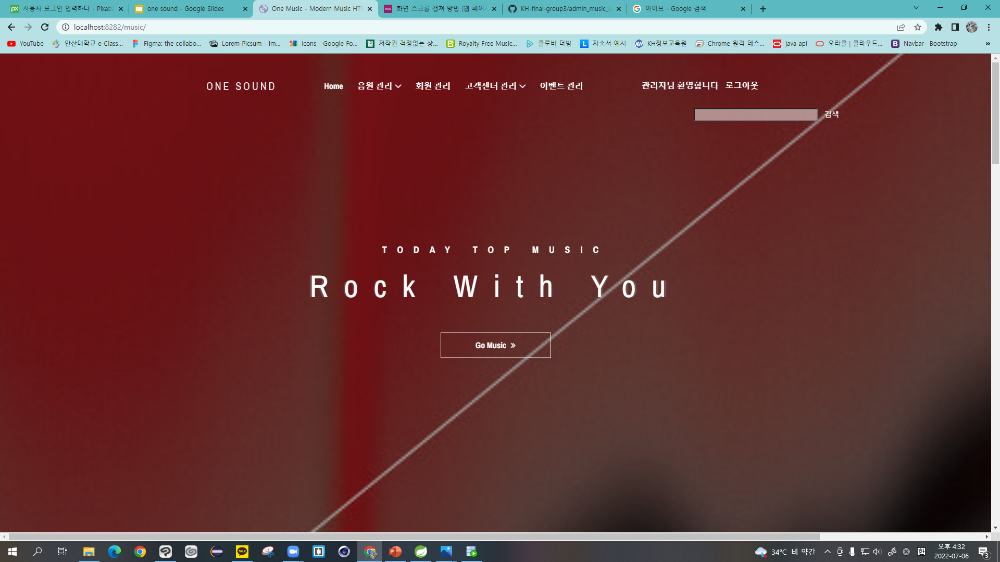 사용자 로그인 입력하다 - Pixaba
one sound - Google Slides
One Music - Modern Music HTM
화면 스크롤 캡쳐 방법 (웹 페이지
KH-final-group3/admin_music_u
아이브 - Google 검색
localhost:8282/music/
YouTube
안산대학교 e-Class...
Figma: the collabo...
Lorem Picsum - Im...
Icons - Google Fo...
저작권 걱정없는 상...
Royalty Free Music...
클로바 더빙
자소서 예시
KH정보교육원
Chrome 원격 데스...
java api
오라클 | 클라우드...
Navbar · Bootstrap
ONE SOUND
Home
음원 관리
회원 관리
고객센터 관리
이벤트 관리
관리자님 환영합니다
로그아웃
검색
TODAY TOP MUSIC
Rock With You
Go Music
34°C 비 약간
오후 4:32
2022-07-06
3